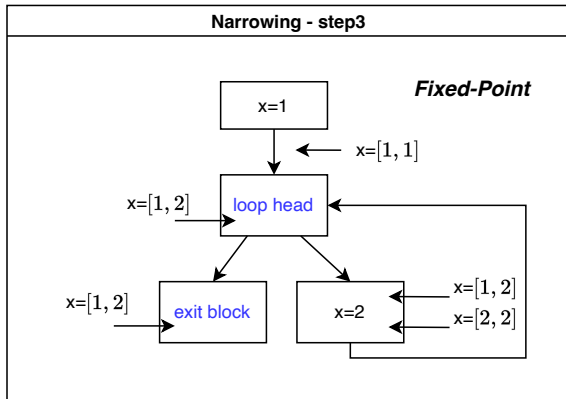 Narrowing - step3
Fixed-Point
x=1
x=[1, 1]
x=[1, 2]
loop head
x=[1, 2]
exit block
x=2
x=[1, 2]
x=[2, 2]